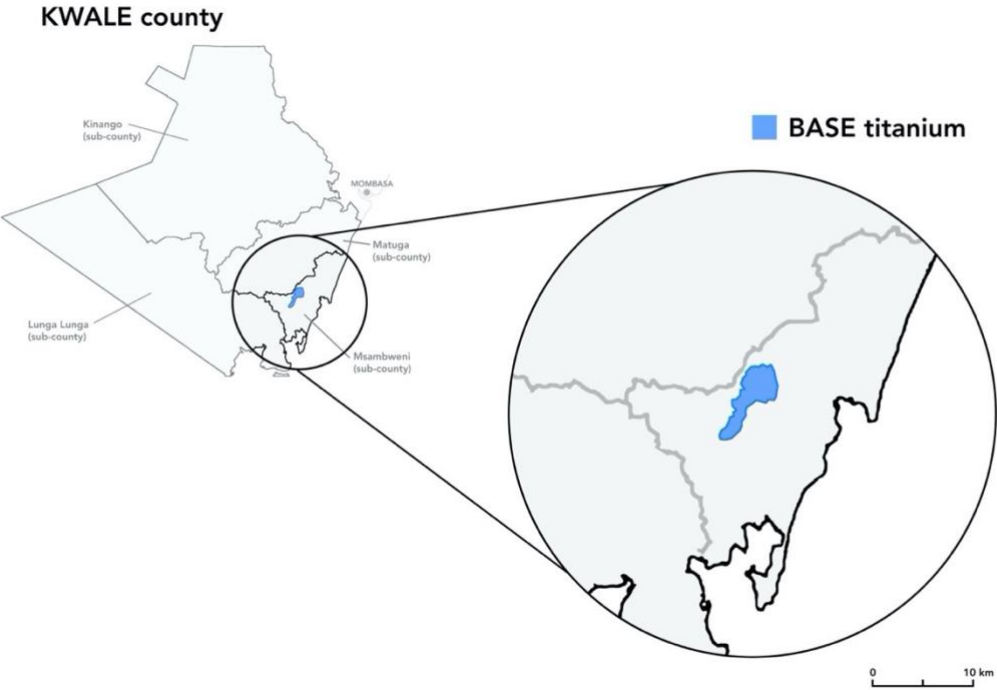 KWALE county
Kinango
(sub-county)
BASE titanium
MOMBASA
Matuga
(sub-county)
Lunga Lunga
(sub-county)
Msambweni
(sub-county)
0 10 km